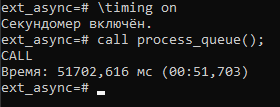 ext_async=# \timing on
Секундомер включён.
ext_async=# call process_queue();
CALL
Время: 51702,616 мс (00:51,703)
ext_async=#